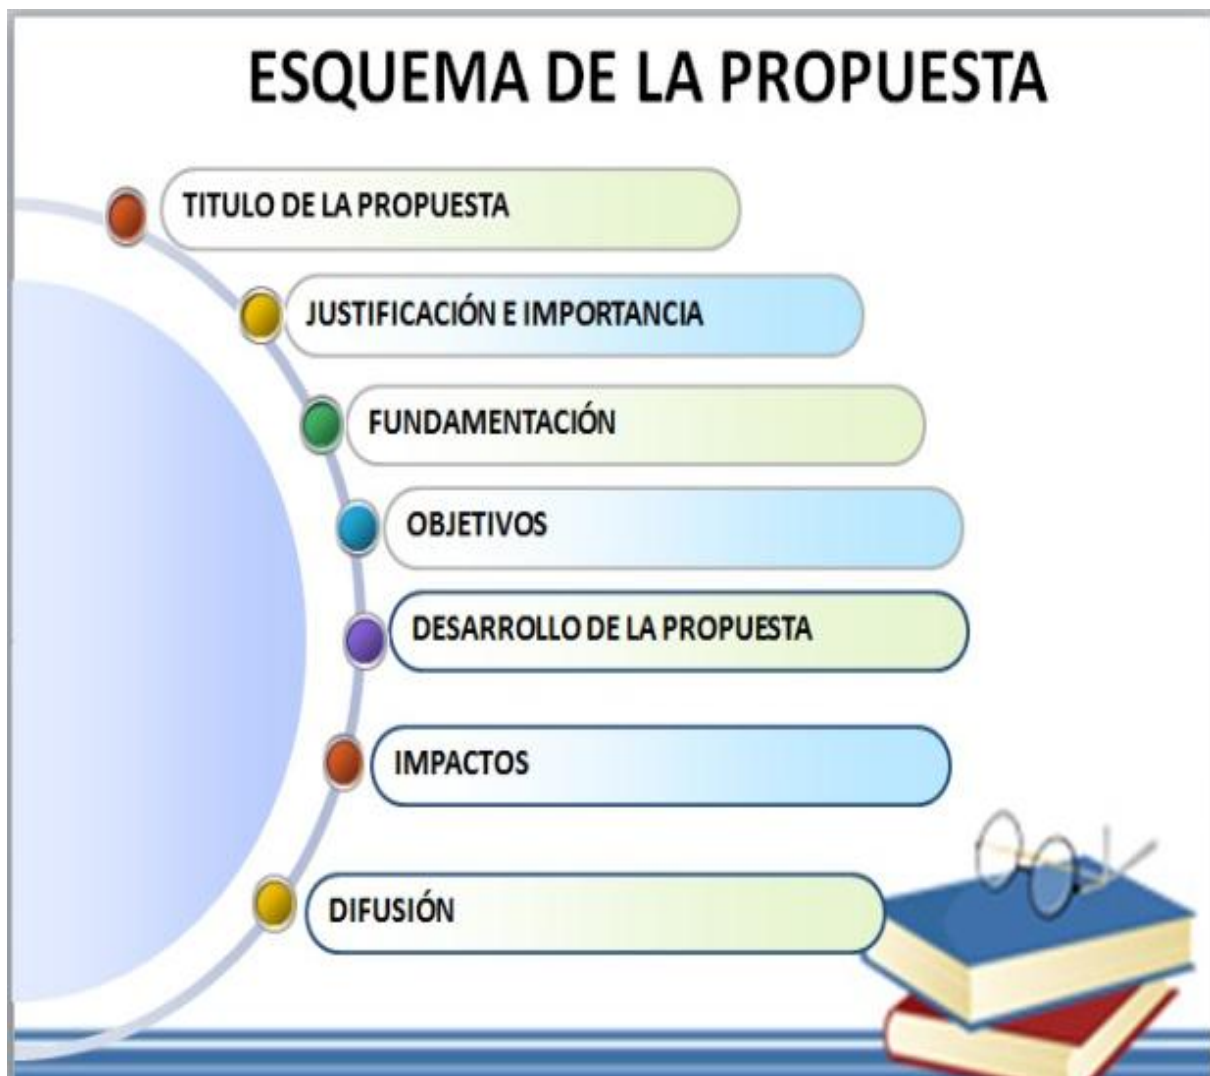 ESQUEMA DE LA PROPUESTA
TITULO DE LA PROPUESTA
JUSTIFICACIÓN E IMPORTANCIA
FUNDAMENTACIÓN
OBJETIVOS
DESARROLLO DE LA PROPUESTA
IMPACTOS
DIFUSIÓN